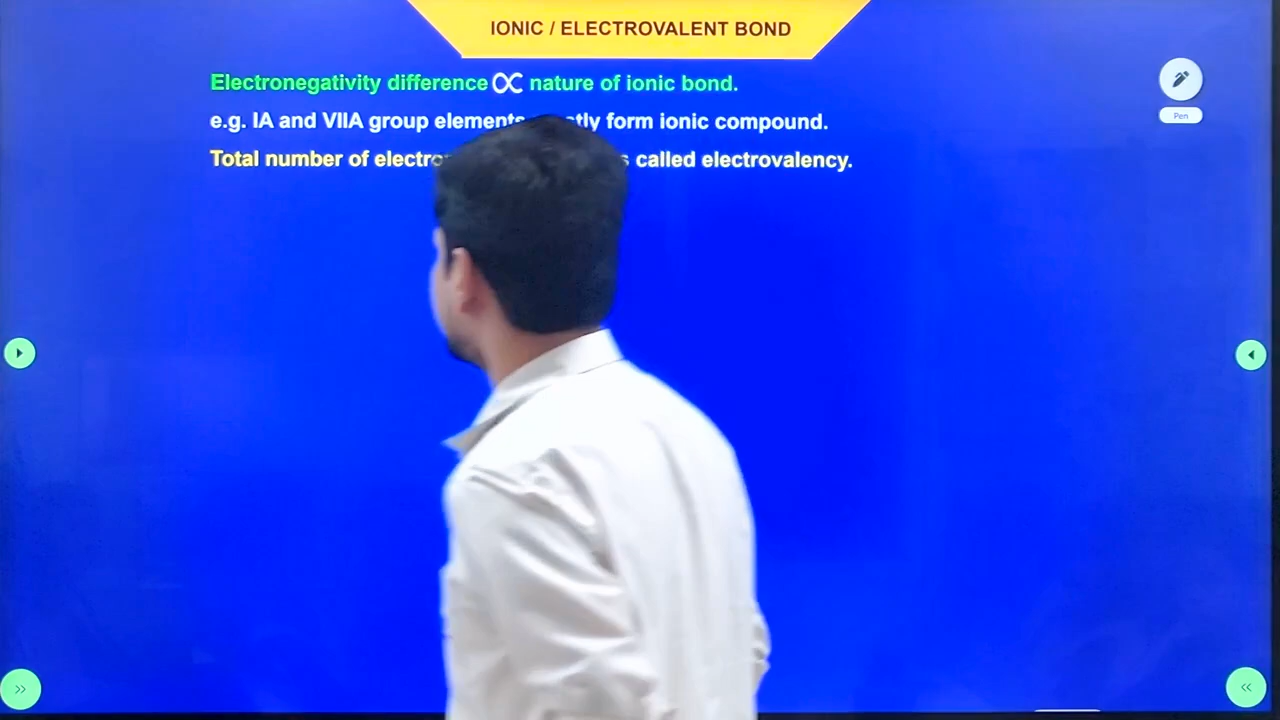 IONIC / ELECTROVALENT BOND
Electronegativity difference ∝ nature of ionic bond.
e.g. IA and VIIA group elements form ionic compound.
Total number of called electrovalency.
Pen